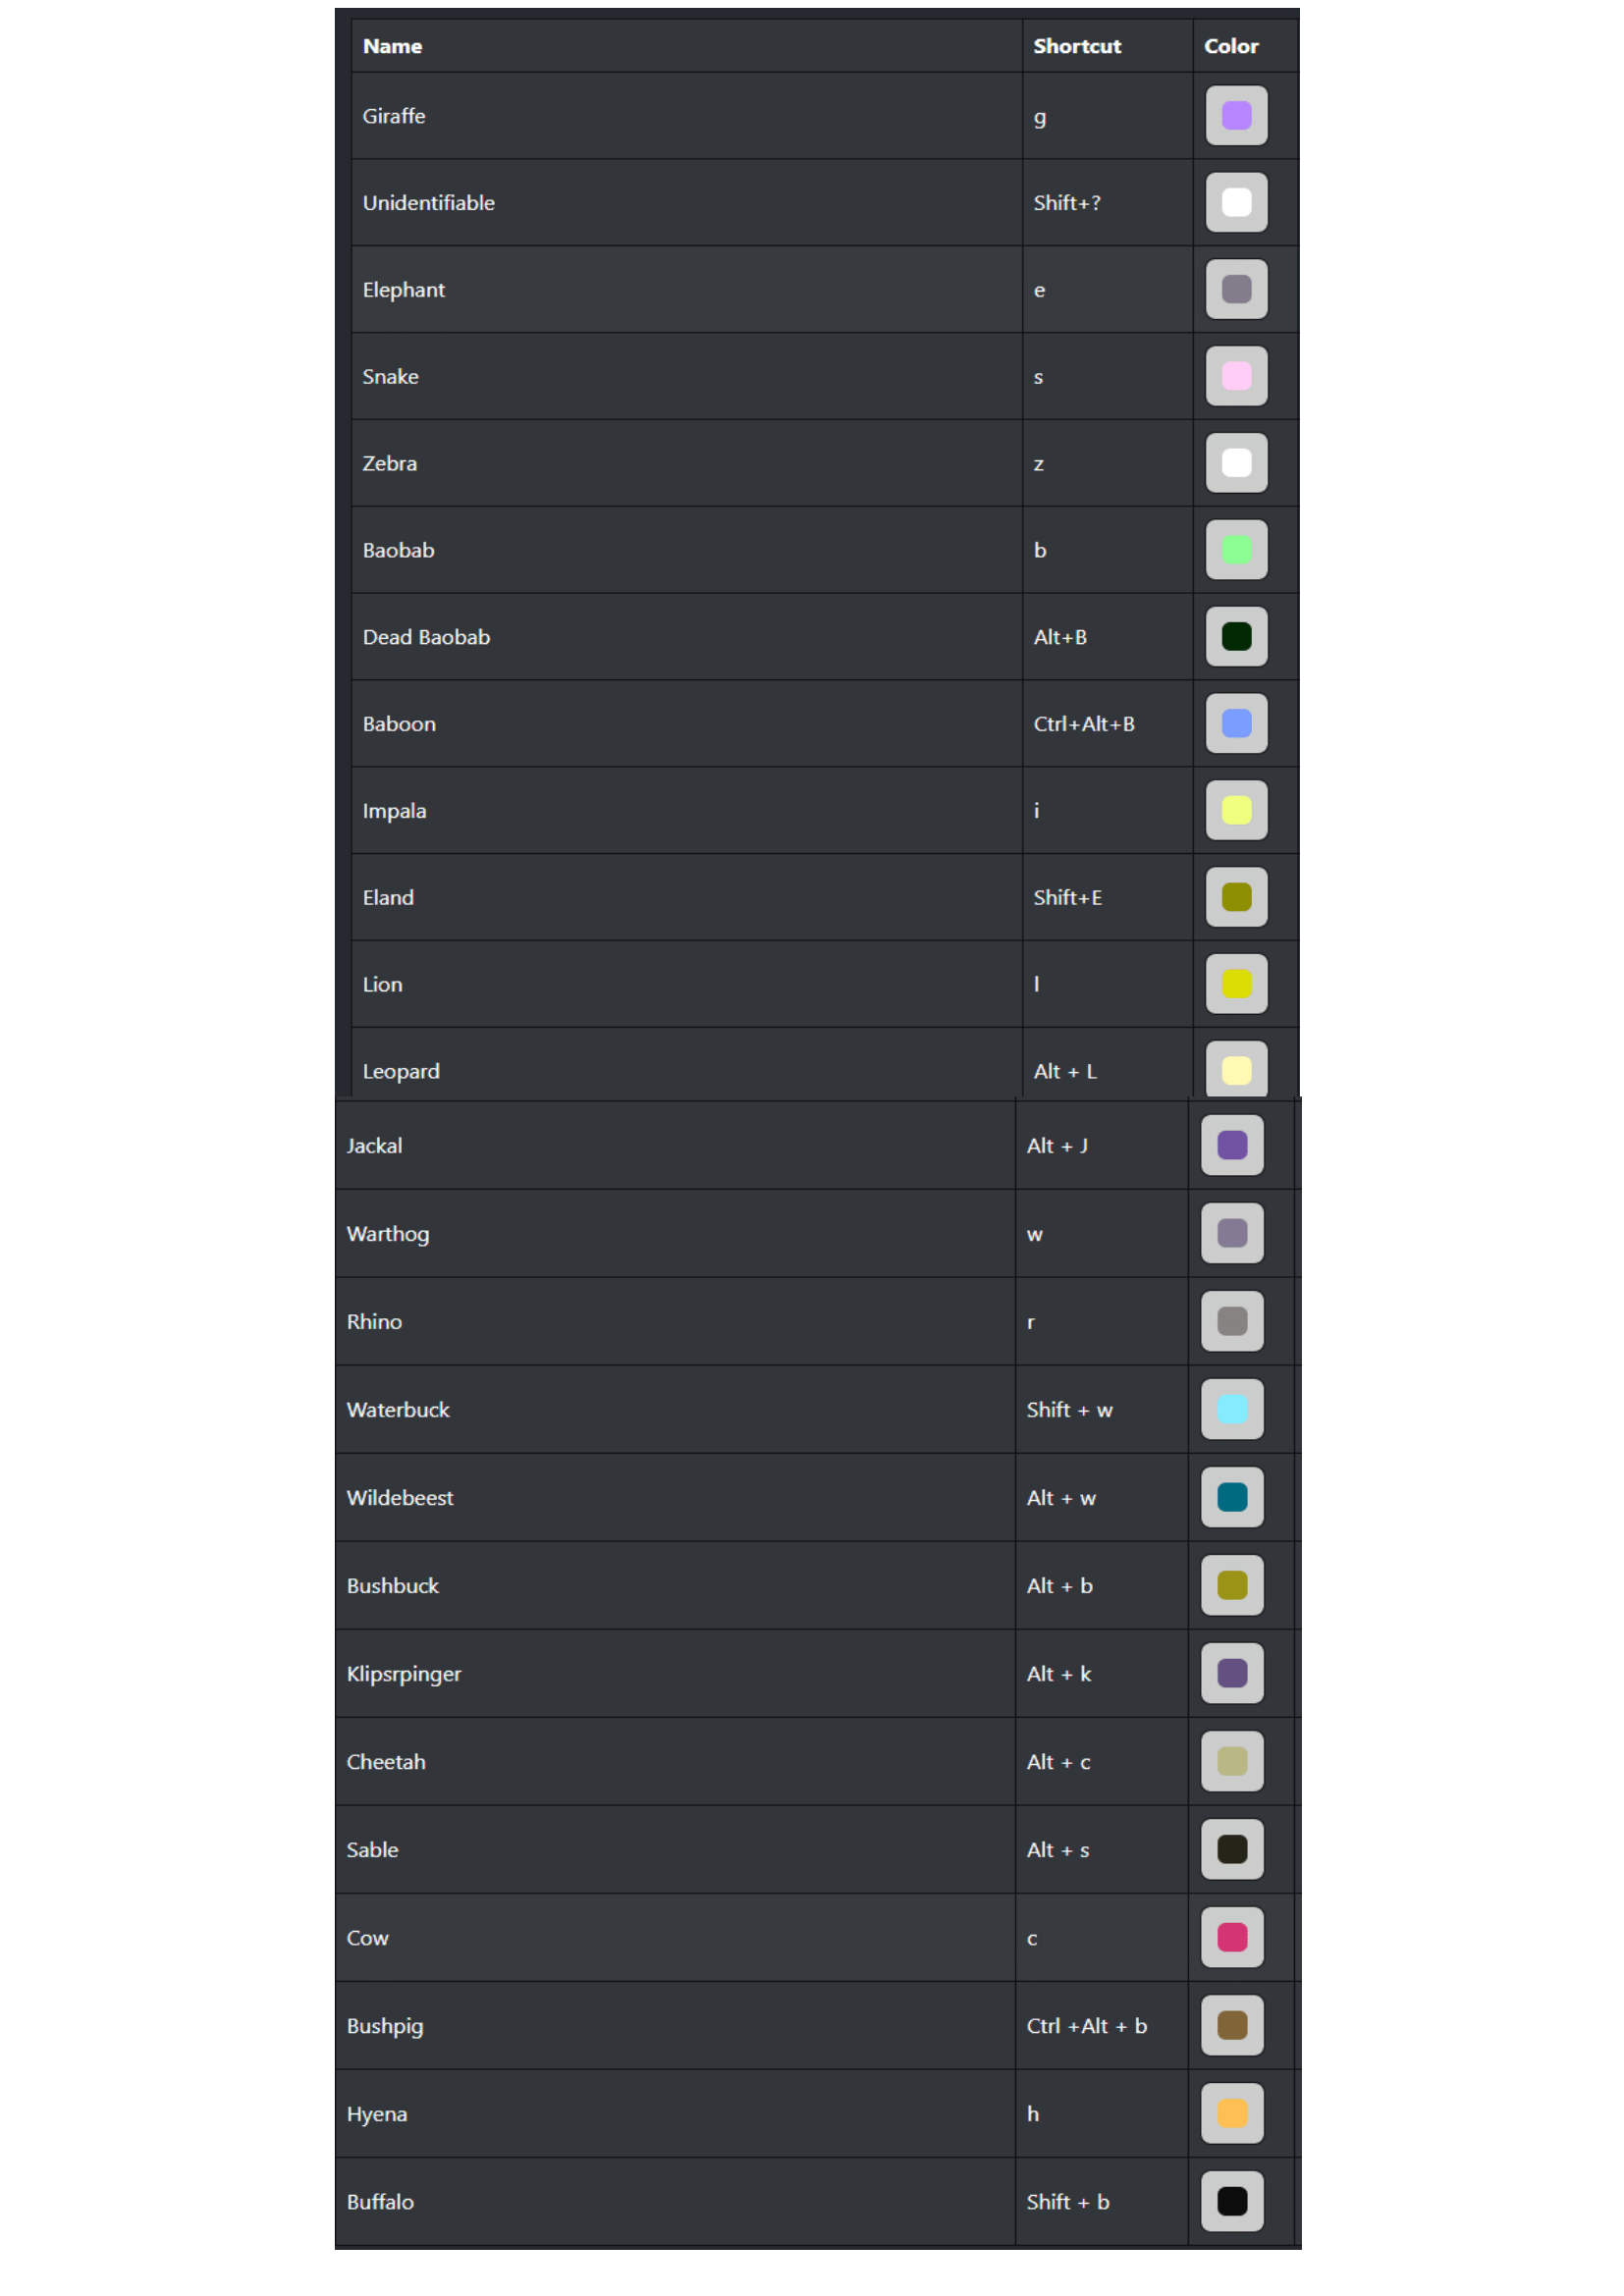 Name Shortcut Color
Giraffe g
Unidentifiable Shift+?
Elephant e
Snake s
Zebra z
Baobab b
Dead Baobab Alt+B
Baboon Ctrl+Alt+B
Impala i
Eland Shift+E
Lion l
Leopard Alt + L
Jackal Alt + J
Warthog w
Rhino r
Waterbuck Shift + w
Wildebeest Alt + w
Bushbuck Alt + b
Klipsrpinger Alt + k
Cheetah Alt + c
Sable Alt + s
Cow c
Bushpig Ctrl +Alt + b
Hyena h
Buffalo Shift + b